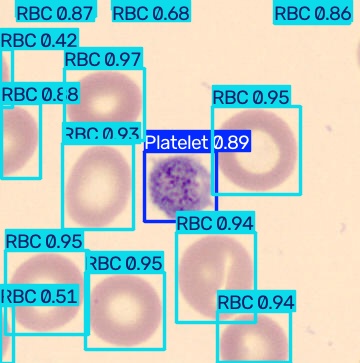 RBC 0.87
RBC 0.68
RBC 0.86
RBC 0.42
RBC 0.97
RBC 0.88
RBC 0.95
RBC 0.93
Platelet 0.89
RBC 0.94
RBC 0.95
RBC 0.95
RBC 0.51
RBC 0.94